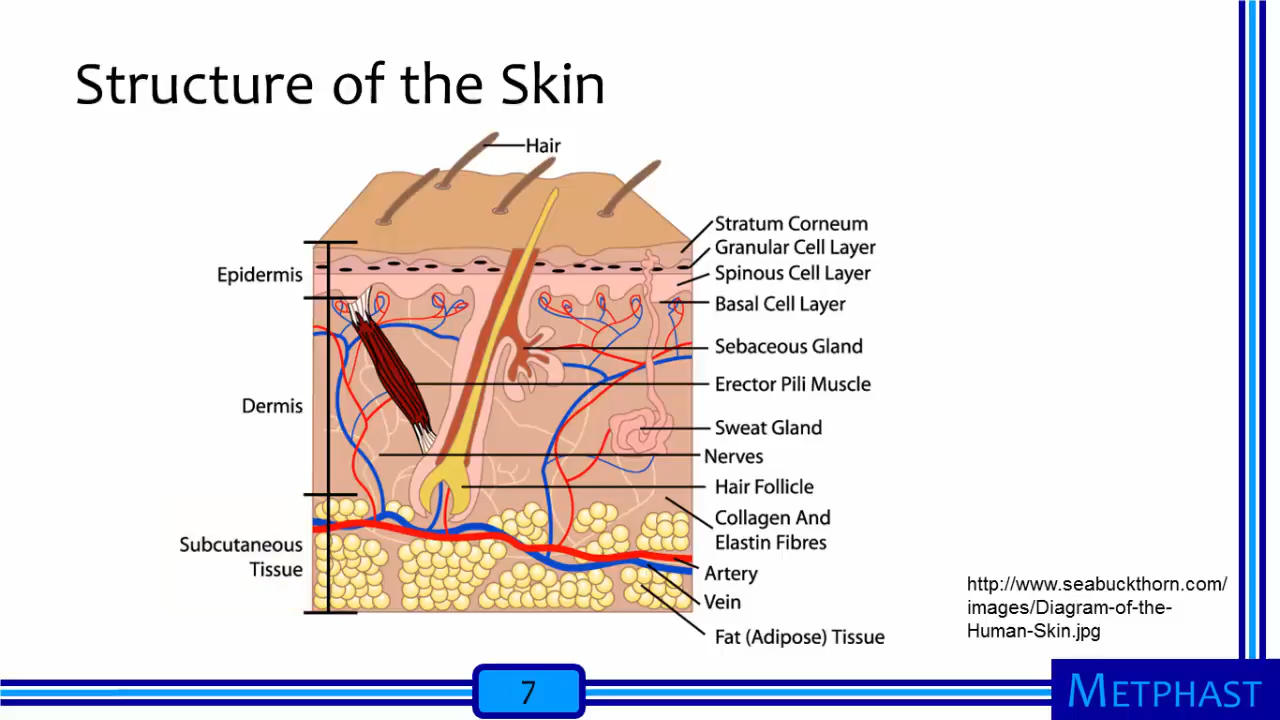 Structure of the Skin
Hair
Stratum Corneum
Granular Cell Layer
Spinous Cell Layer
Basal Cell Layer
Sebaceous Gland
Erector Pili Muscle
Sweat Gland
Nerves
Hair Follicle
Collagen And
Elastin Fibres
Artery
Vein
Fat (Adipose) Tissue
Epidermis
Dermis
Subcutaneous
Tissue
http://www.seabuckthorn.com/
images/Diagram-of-the-
Human-Skin.jpg
7
METPHAST